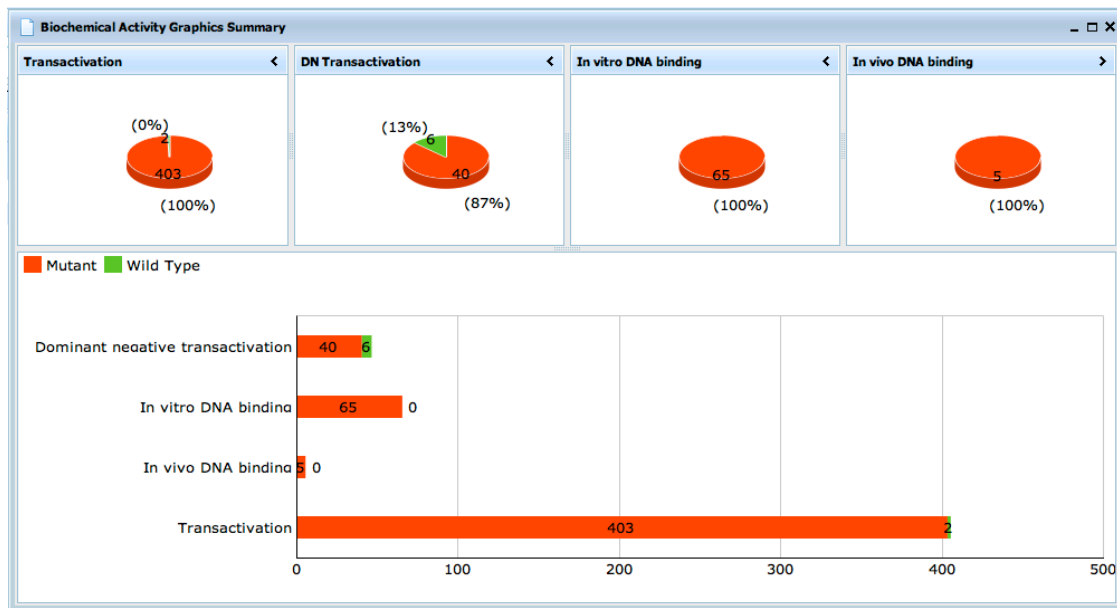 Biochemical Activity Graphics Summary
Transactivation
DN Transactivation
In vitro DNA binding
In vivo DNA binding
(0%)
2
403
(100%)
(13%)
6
40
(87%)
65
(100%)
5
(100%)
Mutant Wild Type
Dominant negative transactivation 40 6
In vitro DNA binding 65 0
In vivo DNA binding 5 0
Transactivation 403 2
0 100 200 300 400 500